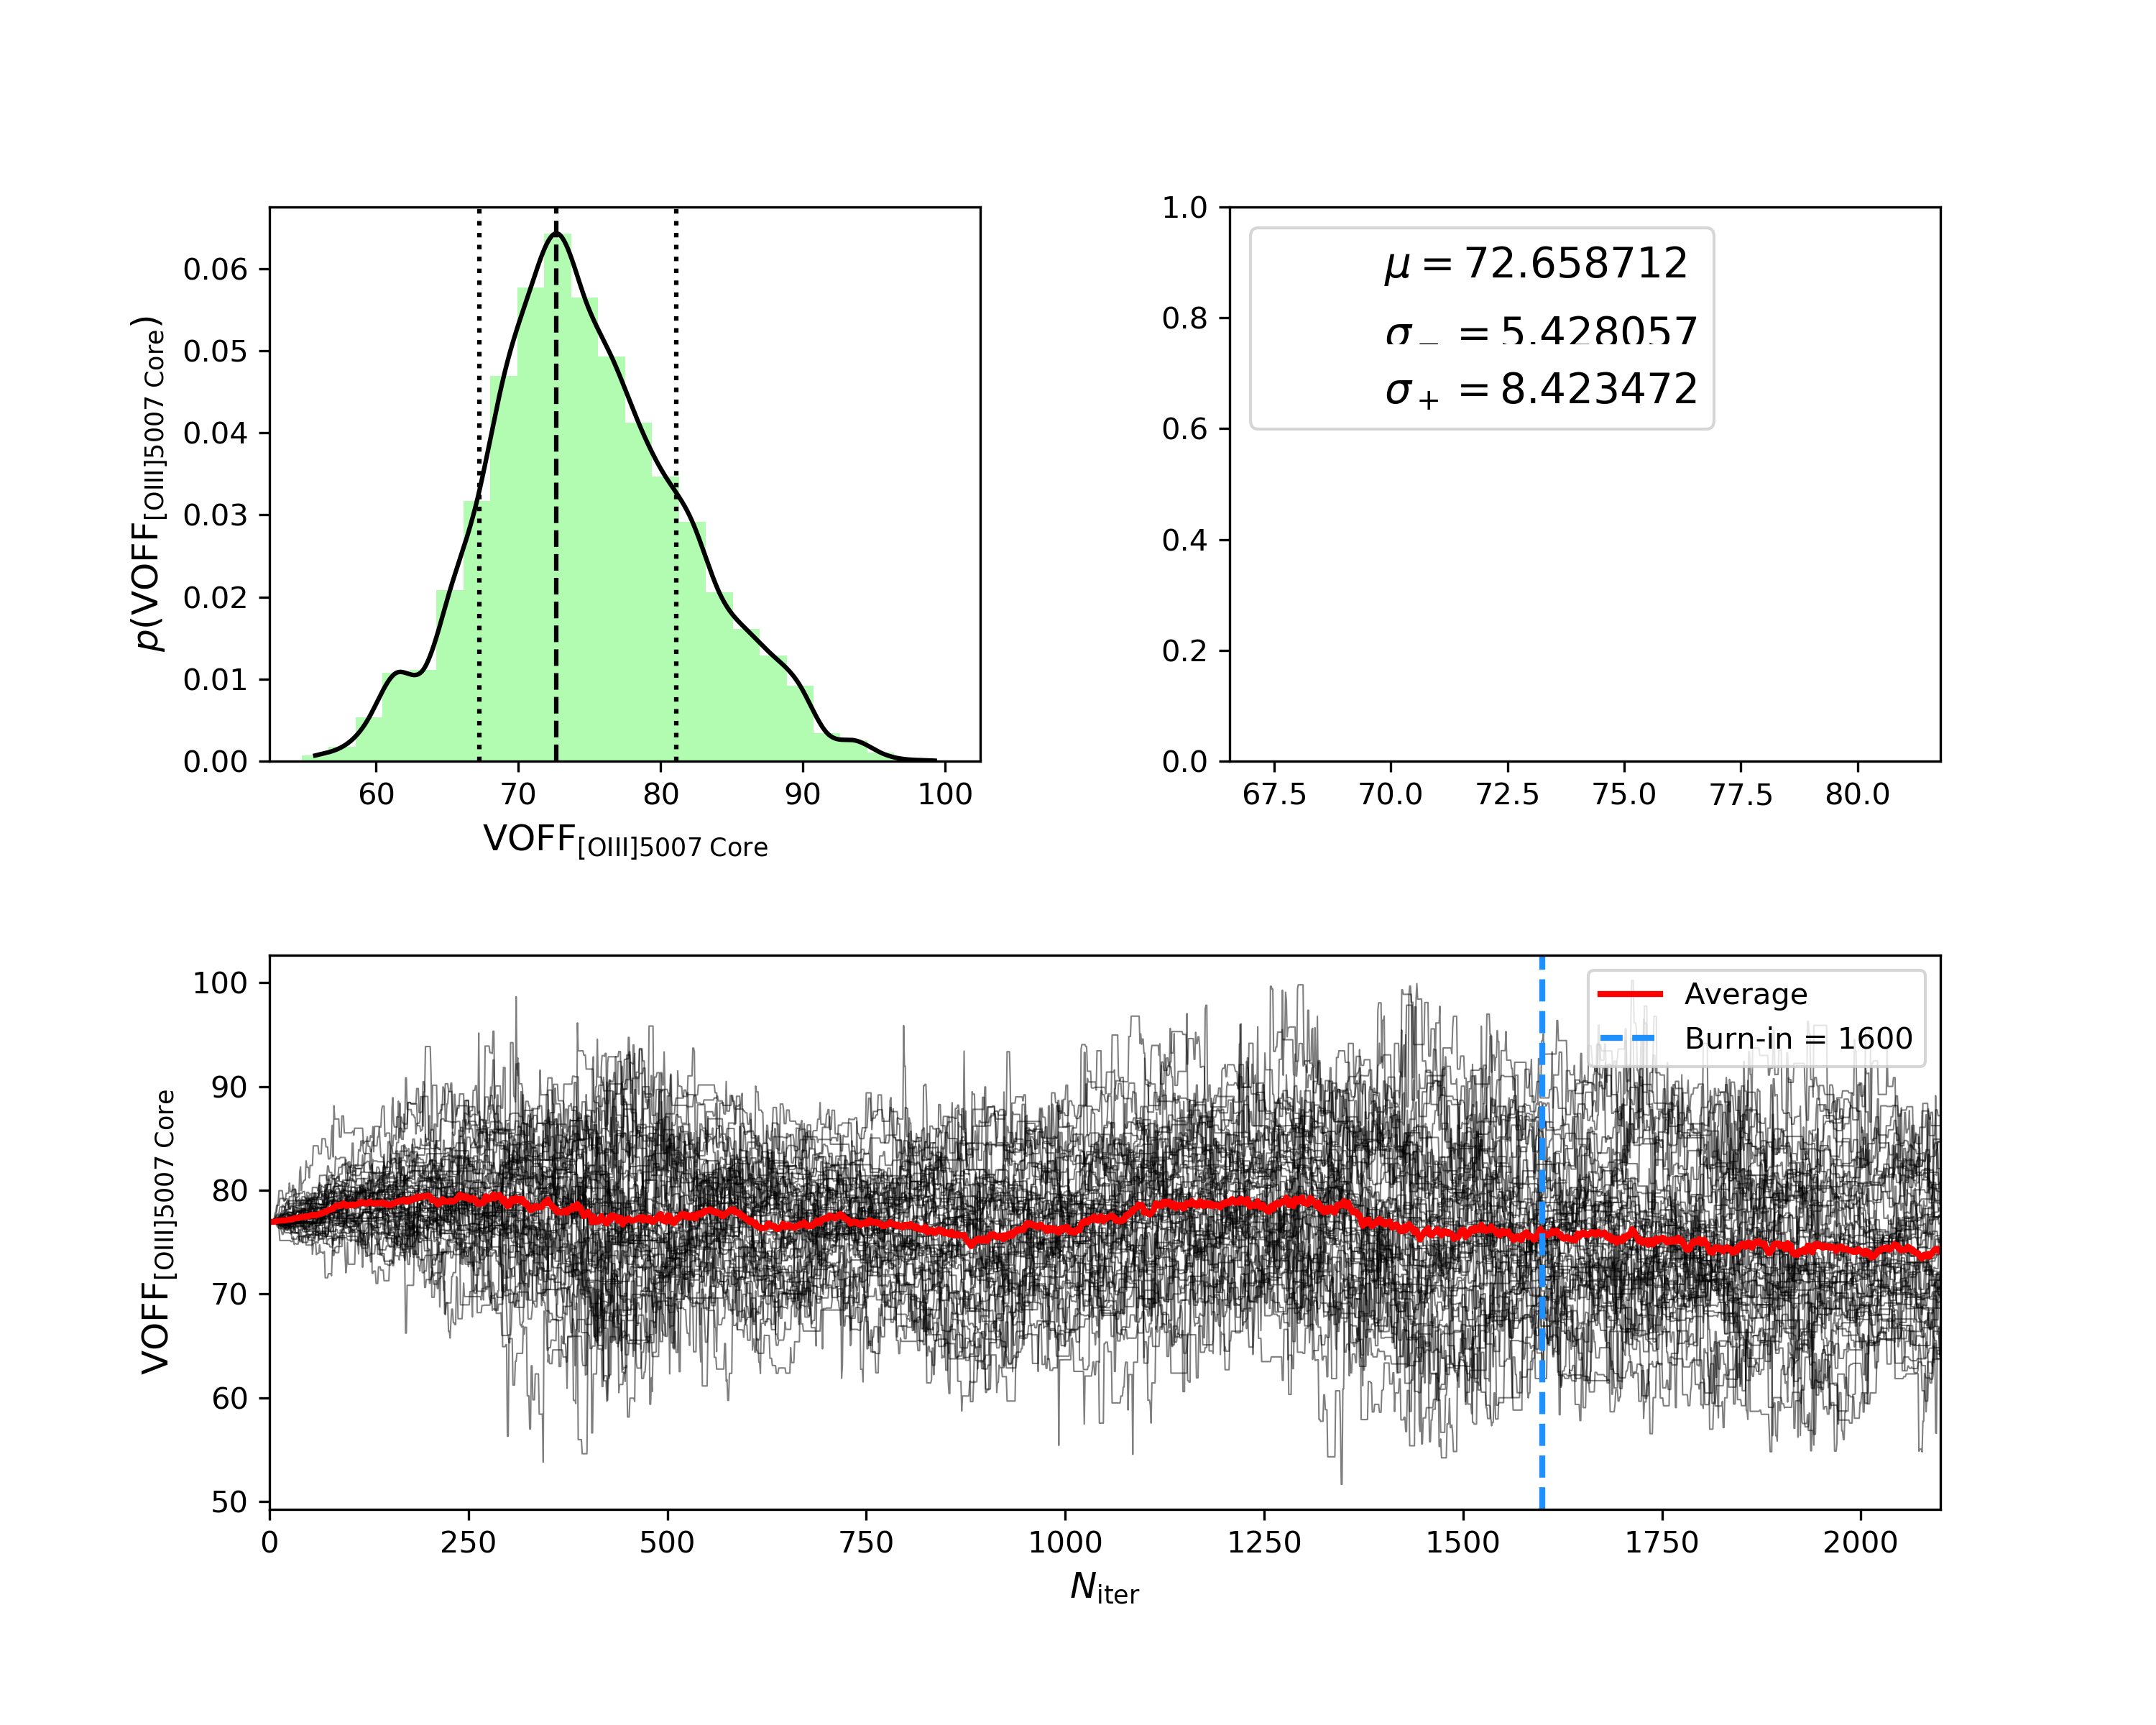 0.06
0.05
0.04
0.03
0.02
0.01
0.00
p(VOFF[OIII]5007 Core)
60 70 80 90 100
VOFF[OIII]5007 Core
1.0
0.8
0.6
0.4
0.2
0.0
μ = 72.658712
σ− = 5.428057
σ+ = 8.423472
67.5 70.0 72.5 75.0 77.5 80.0
100
90
80
70
60
50
VOFF[OIII]5007 Core
Average
Burn-in = 1600
0 250 500 750 1000 1250 1500 1750 2000
Niter